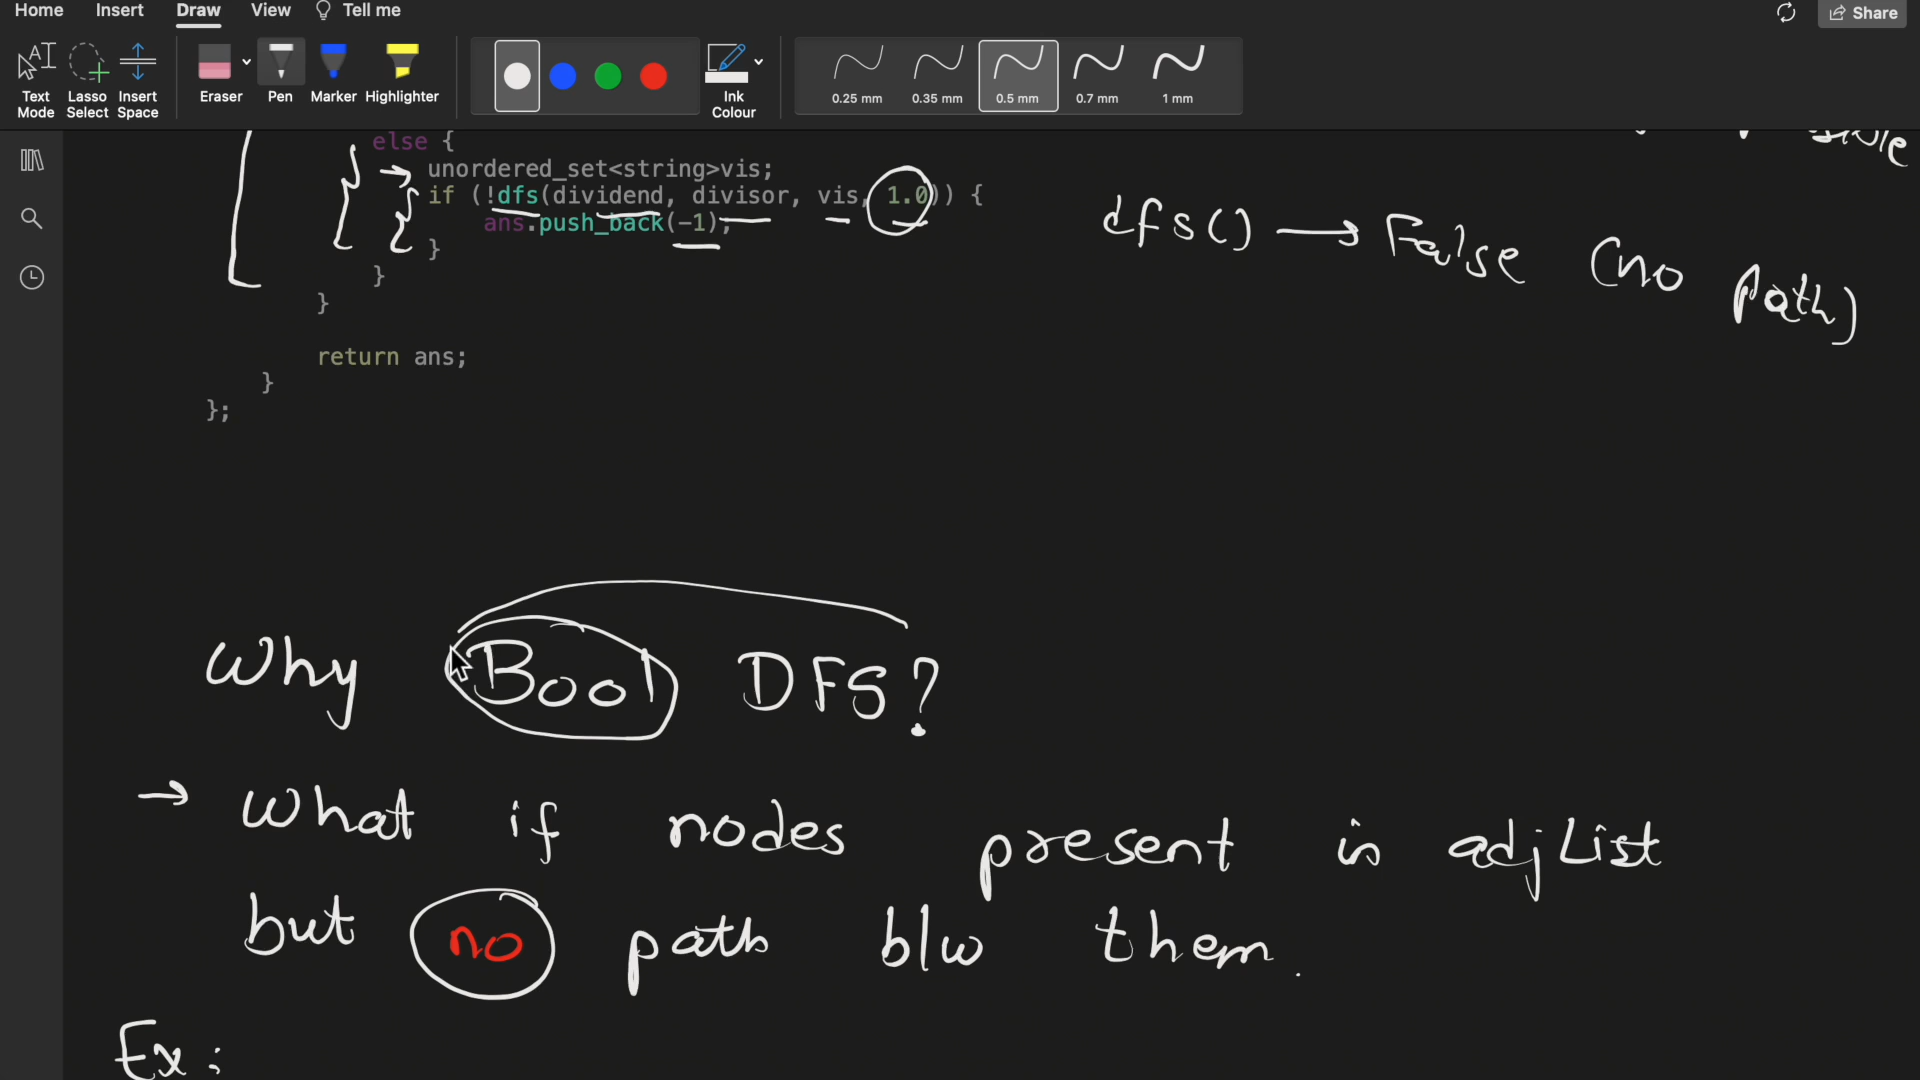 Home Insert Draw View Tell me Share
Text Mode Lasso Select Insert Space Eraser Pen Marker Highlighter Ink Colour 0.25 mm 0.35 mm 0.5 mm 0.7 mm 1 mm
else {
unordered_set<string>vis;
if (!dfs(dividend, divisor, vis, 1.0)) {
ans.push_back(-1);
}
}
}
return ans;
}
};
dfs() → False (no path)
Why Bool DFS?
→ What if nodes present in adjList
but no path b/w them.
Ex: